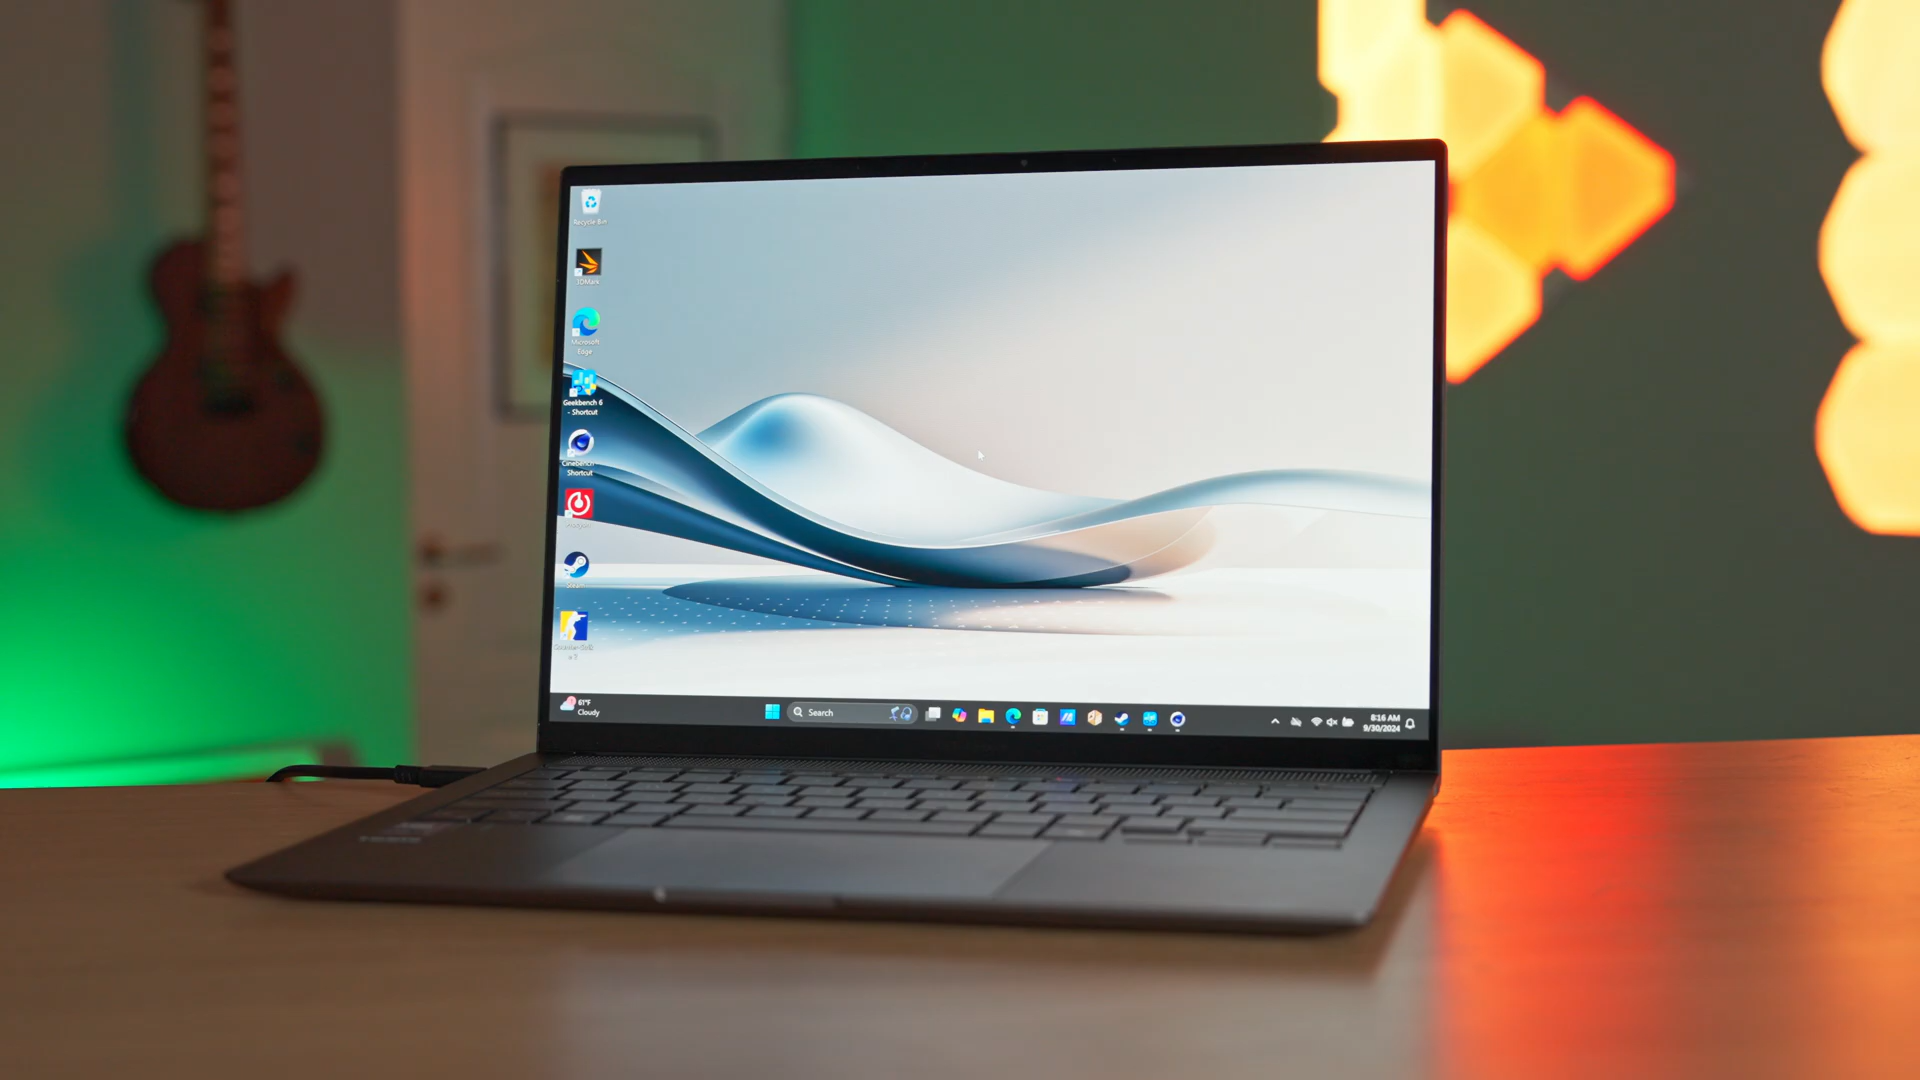 Recycle Bin
3DMark
Microsoft
Edge
Geekbench 6
- Shortcut
Cinebench -
Shortcut
Steam
61°F
Cloudy
Search
8:16 AM
9/30/2024